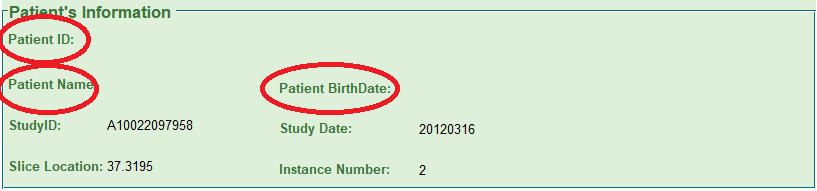 Patient's Information
Patient ID:
Patient Name
Patient BirthDate:
StudyID: A10022097958
Study Date: 20120316
Slice Location: 37.3195
Instance Number: 2